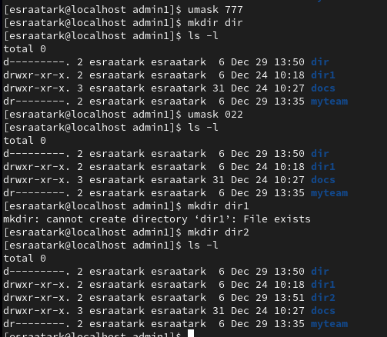 [esraatark@localhost admin1]$ umask 777
[esraatark@localhost admin1]$ mkdir dir
[esraatark@localhost admin1]$ ls -l
total 0
d---------. 2 esraatark esraatark  6 Dec 29 13:50 dir
drwxr-xr-x. 2 esraatark esraatark  6 Dec 24 10:18 dir1
drwxr-xr-x. 3 esraatark esraatark 31 Dec 24 10:27 docs
dr--------. 2 esraatark esraatark  6 Dec 29 13:35 myteam
[esraatark@localhost admin1]$ umask 022
[esraatark@localhost admin1]$ ls -l
total 0
d---------. 2 esraatark esraatark  6 Dec 29 13:50 dir
drwxr-xr-x. 2 esraatark esraatark  6 Dec 24 10:18 dir1
drwxr-xr-x. 3 esraatark esraatark 31 Dec 24 10:27 docs
dr--------. 2 esraatark esraatark  6 Dec 29 13:35 myteam
[esraatark@localhost admin1]$ mkdir dir1
mkdir: cannot create directory ‘dir1’: File exists
[esraatark@localhost admin1]$ mkdir dir2
[esraatark@localhost admin1]$ ls -l
total 0
d---------. 2 esraatark esraatark  6 Dec 29 13:50 dir
drwxr-xr-x. 2 esraatark esraatark  6 Dec 24 10:18 dir1
drwxr-xr-x. 2 esraatark esraatark  6 Dec 29 13:51 dir2
drwxr-xr-x. 3 esraatark esraatark 31 Dec 24 10:27 docs
dr--------. 2 esraatark esraatark  6 Dec 29 13:35 myteam
[esraatark@localhost admin1]$